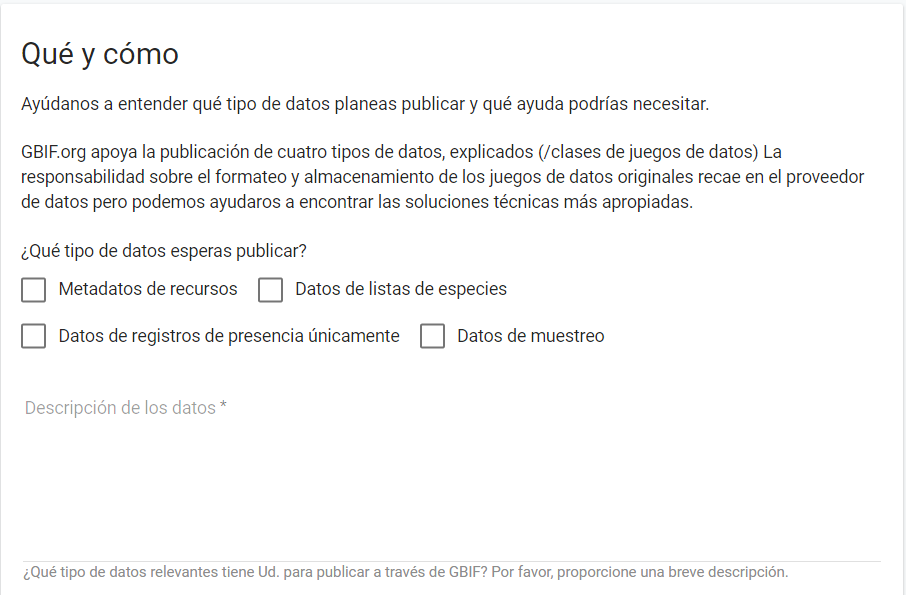 Qué y cómo
Ayúdanos a entender qué tipo de datos planeas publicar y qué ayuda podrías necesitar.
GBIF.org apoya la publicación de cuatro tipos de datos, explicados (/clases de juegos de datos) La
responsabilidad sobre el formateo y almacenamiento de los juegos de datos originales recae en el proveedor
de datos pero podemos ayudaros a encontrar las soluciones técnicas más apropiadas.
¿Qué tipo de datos esperas publicar?
Metadatos de recursos Datos de listas de especies
Datos de registros de presencia únicamente Datos de muestreo
Descripción de los datos *
¿Qué tipo de datos relevantes tiene Ud. para publicar a través de GBIF? Por favor, proporcione una breve descripción.